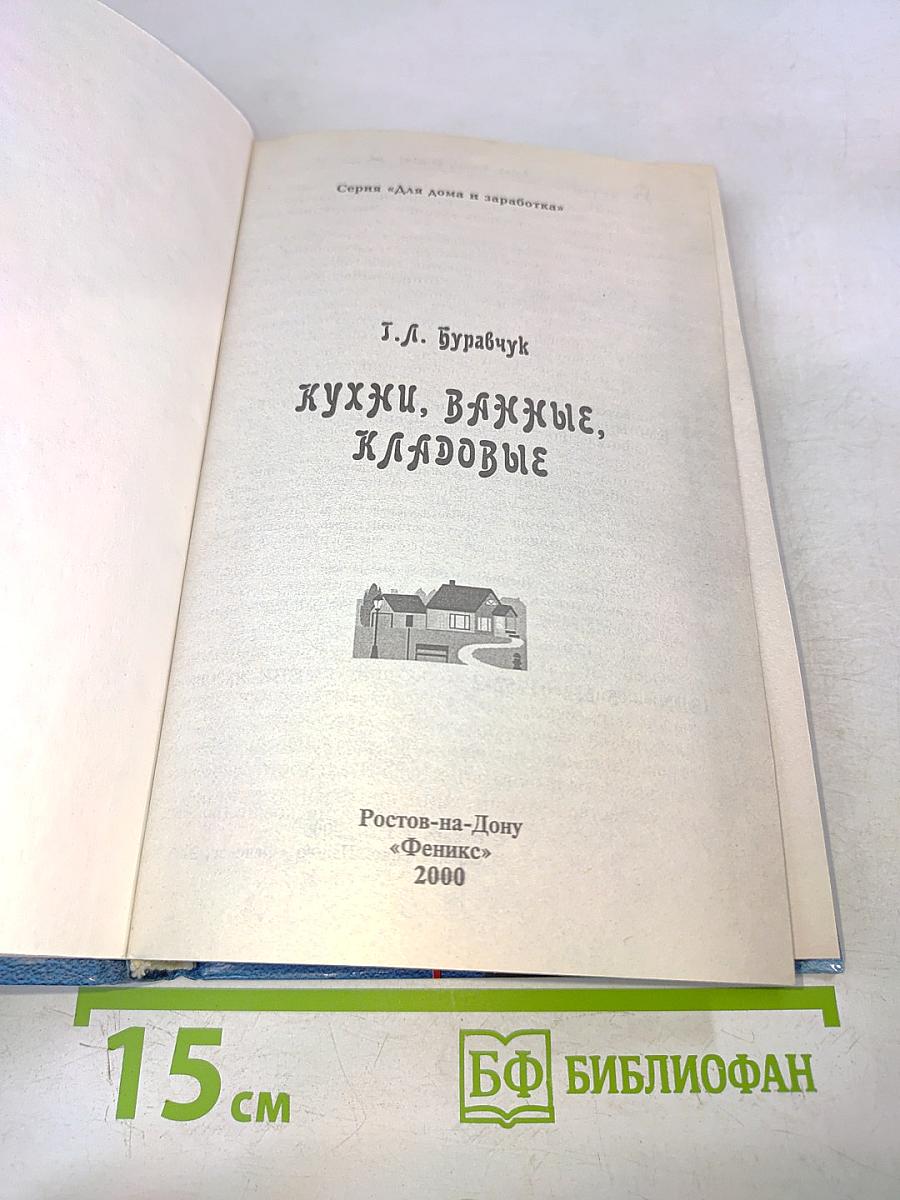 Серия «Для дома и заработка»
Г.Л. Буравчук
КУХНИ, ВАННЫЕ,
КЛАДОВЫЕ
Ростов-на-Дону
«Феникс»
2000
15 см
БФ БИБЛИОФАН